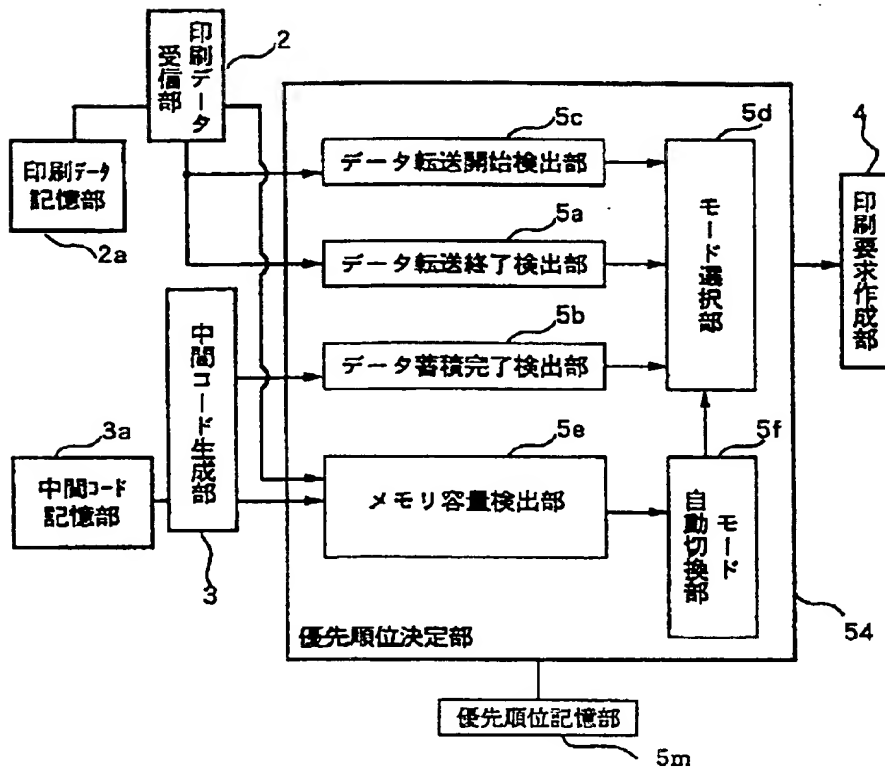 印刷データ
受信部
2
印刷データ
記憶部
2a
5c
データ転送開始検出部
5a
データ転送終了検出部
5b
データ蓄積完了検出部
5d
モード選択部
4
印刷要求作成部
中間コード生成部
3
3a
中間コード
記憶部
5e
メモリ容量検出部
5f
モード
自動切換部
優先順位決定部
54
優先順位記憶部
5m